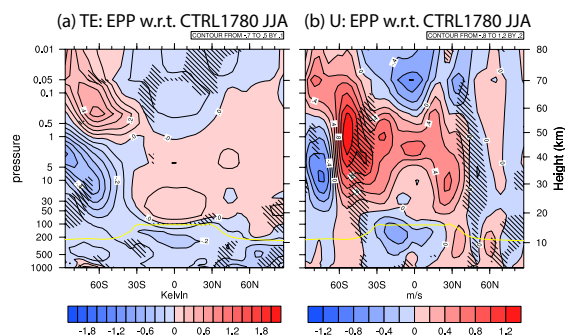 (a) TE: EPP w.r.t. CTRL1780 JJA
(b) U: EPP w.r.t. CTRL1780 JJA
CONTOUR FROM -.7 TO .5 BY .1
CONTOUR FROM -.8 TO 1.2 BY .2
pressure
0.01
0.05
0.1
0.5
1
5
10
30
50
100
200
500
1000
60S 30S 0 30N 60N
Kelvin
60S 30S 0 30N 60N
m/s
80
70
60
50
40
30
20
10
Height (km)
-1.8 -1.2 -0.6 0 0.6 1.2 1.8
-1.2 -0.8 -0.4 0 0.4 0.8 1.2